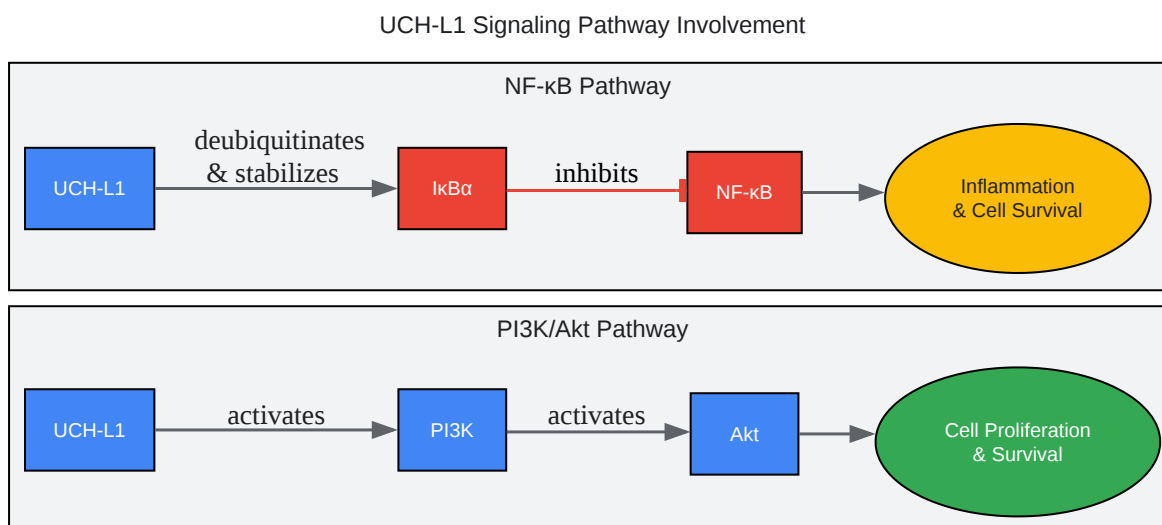 UCH-L1 Signaling Pathway Involvement
NF-κB Pathway
deubiquitinates
& stabilizes
UCH-L1
IκBα
inhibits
NF-κB
Inflammation
& Cell Survival
PI3K/Akt Pathway
UCH-L1
activates
PI3K
activates
Akt
Cell Proliferation
& Survival